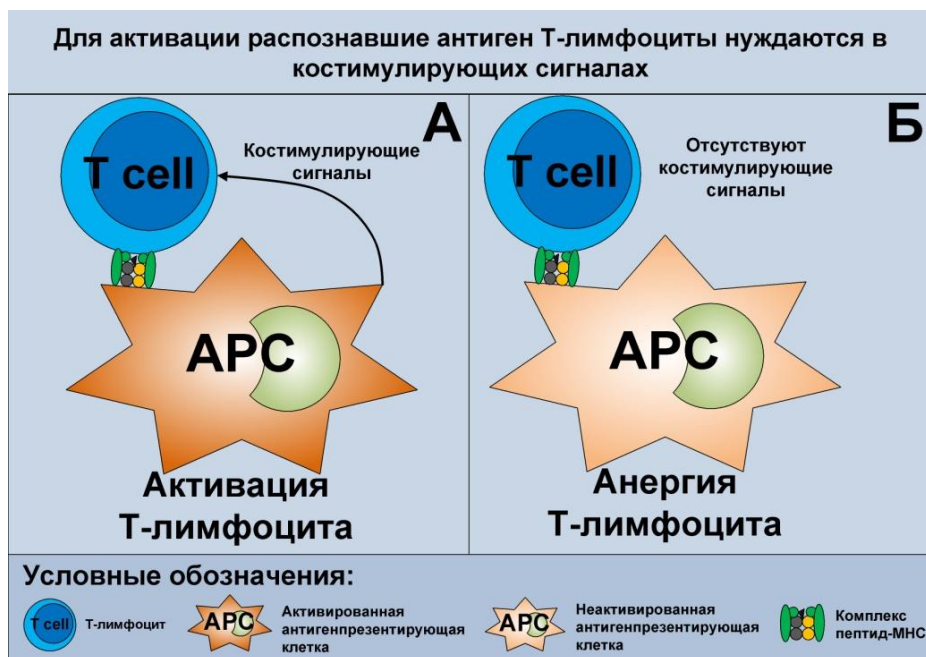 Для активации распознавшие антиген Т-лимфоциты нуждаются в
костимулирующих сигналах
А
T cell
Костимулирующие
сигналы
APC
Активация
Т-лимфоцита
Б
T cell
Отсутствуют
костимулирующие
сигналы
APC
Анергия
Т-лимфоцита
Условные обозначения:
T cell
Т-лимфоцит
APC
Активированная
антигенпрезентирующая
клетка
APC
Неактивированная
антигенпрезентирующая
клетка
Комплекс
пептид-МНС